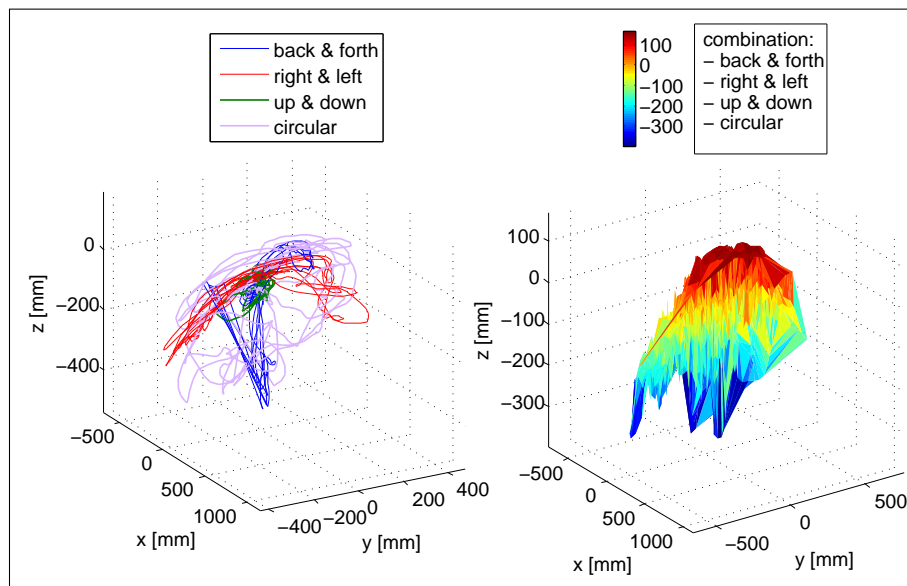 back & forth
right & left
up & down
circular
0
−200
−400
z [mm]
−500
0
500
1000
x [mm]
−400
−200
0
200
400
y [mm]
100
0
−100
−200
−300
combination:
− back & forth
− right & left
− up & down
− circular
100
0
−100
−200
−300
z [mm]
−500
0
500
1000
x [mm]
−500
0
500
y [mm]